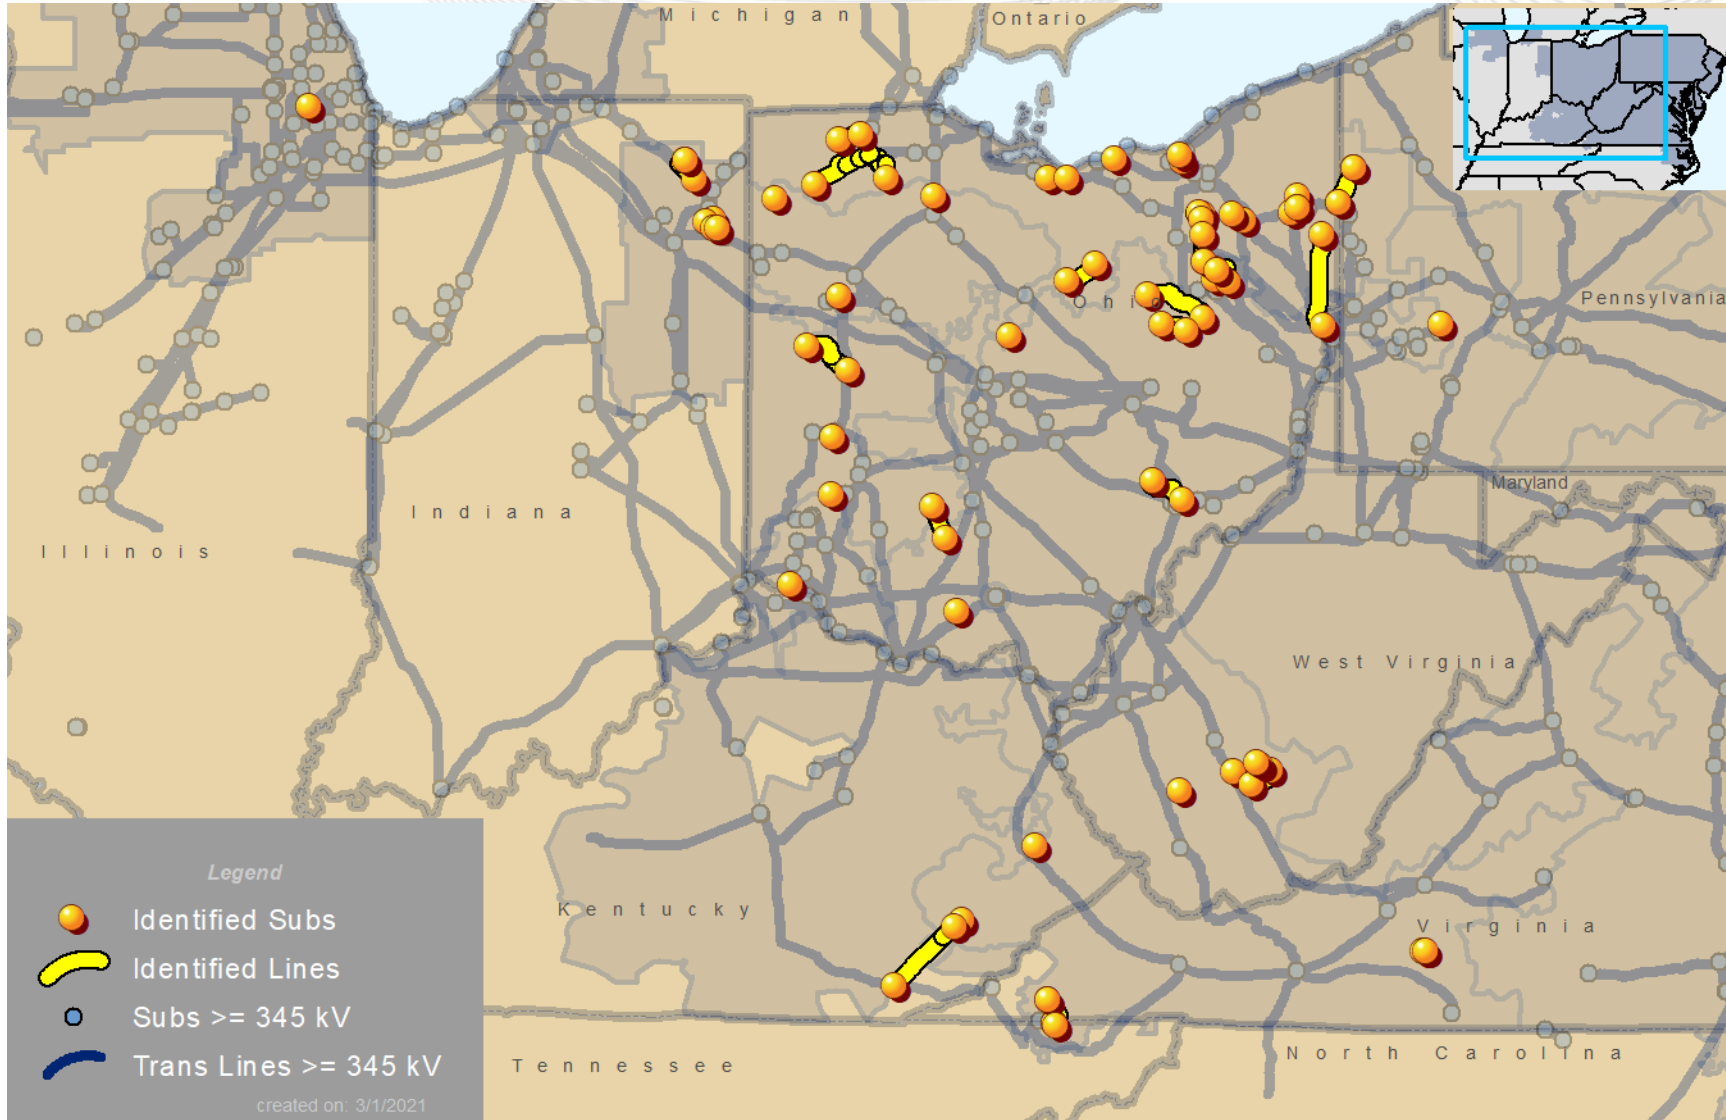 Michigan
Ontario
Pennsylvania
Ohio
Maryland
Indiana
Illinois
West Virginia
Kentucky
Virginia
Tennessee
North Carolina
Legend
Identified Subs
Identified Lines
Subs >= 345 kV
Trans Lines >= 345 kV
created on: 3/1/2021